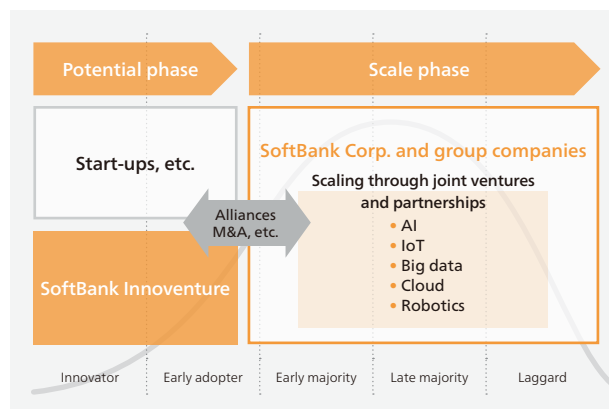 Potential phase
Scale phase
Start-ups, etc.
SoftBank Innoventure
Alliances
M&A, etc.
SoftBank Corp. and group companies
Scaling through joint ventures
and partnerships
• AI
• IoT
• Big data
• Cloud
• Robotics
Innovator
Early adopter
Early majority
Late majority
Laggard